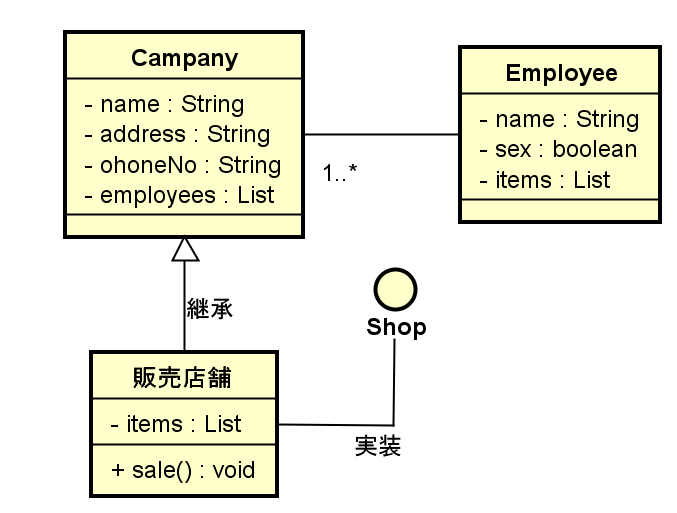 Campany
- name : String
- address : String
- ohoneNo : String
- employees : List
Employee
- name : String
- sex : boolean
- items : List
1..*
継承
Shop
販売店舗
- items : List
+ sale() : void
実装